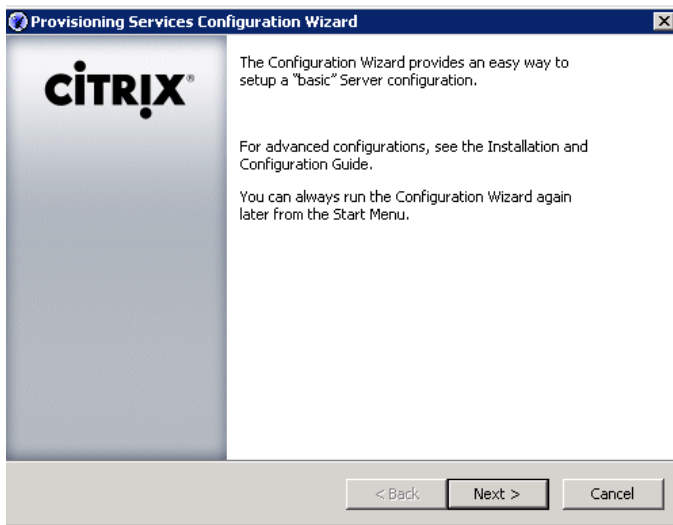 Provisioning Services Configuration Wizard
CiTRIX®
The Configuration Wizard provides an easy way to
setup a "basic" Server configuration.
For advanced configurations, see the Installation and
Configuration Guide.
You can always run the Configuration Wizard again
later from the Start Menu.
< Back
Next >
Cancel